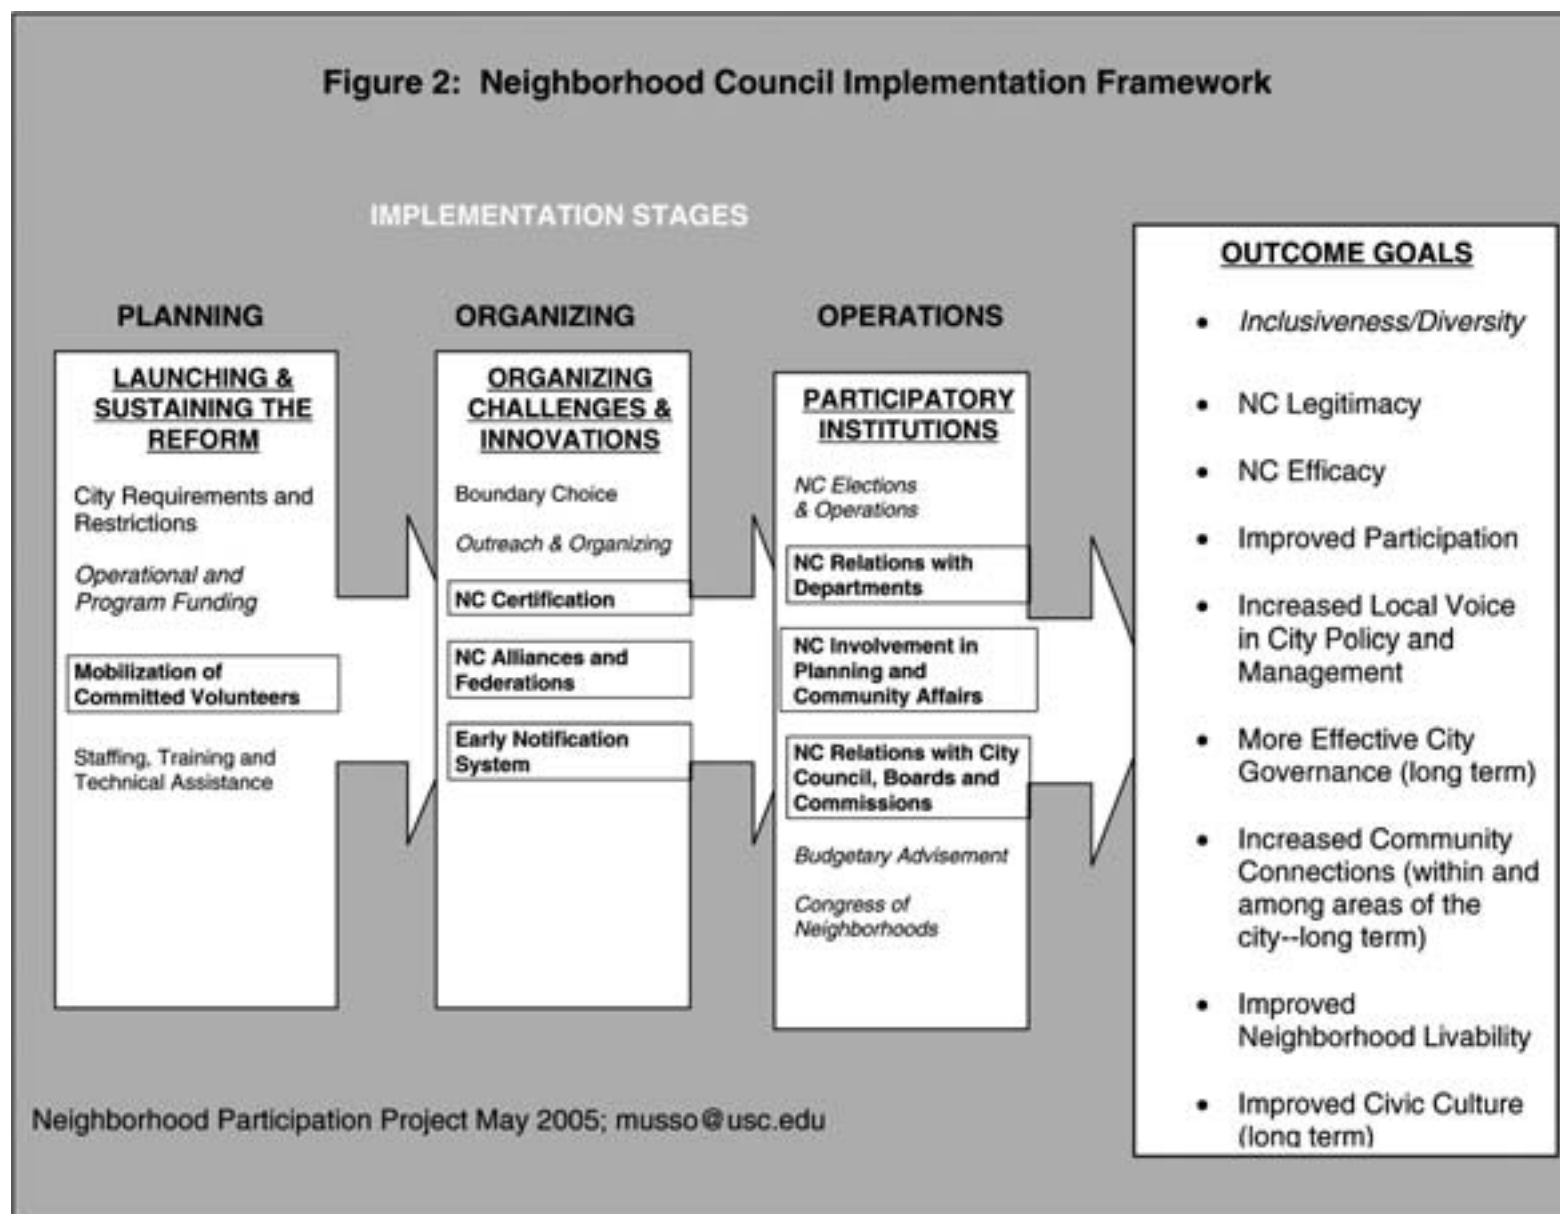 Figure 2:  Neighborhood Council Implementation Framework
IMPLEMENTATION STAGES
PLANNING
LAUNCHING &
SUSTAINING THE
REFORM
City Requirements and
Restrictions
Operational and
Program Funding
Mobilization of
Committed Volunteers
Staffing, Training and
Technical Assistance
ORGANIZING
ORGANIZING
CHALLENGES &
INNOVATIONS
Boundary Choice
Outreach & Organizing
NC Certification
NC Alliances and
Federations
Early Notification
System
OPERATIONS
PARTICIPATORY
INSTITUTIONS
NC Elections
& Operations
NC Relations with
Departments
NC Involvement in
Planning and
Community Affairs
NC Relations with City
Council, Boards and
Commissions
Budgetary Advisement
Congress of
Neighborhoods
OUTCOME GOALS
• Inclusiveness/Diversity
• NC Legitimacy
• NC Efficacy
• Improved Participation
• Increased Local Voice
in City Policy and
Management
• More Effective City
Governance (long term)
• Increased Community
Connections (within and
among areas of the
city--long term)
• Improved
Neighborhood Livability
• Improved Civic Culture
(long term)
Neighborhood Participation Project May 2005; musso@usc.edu